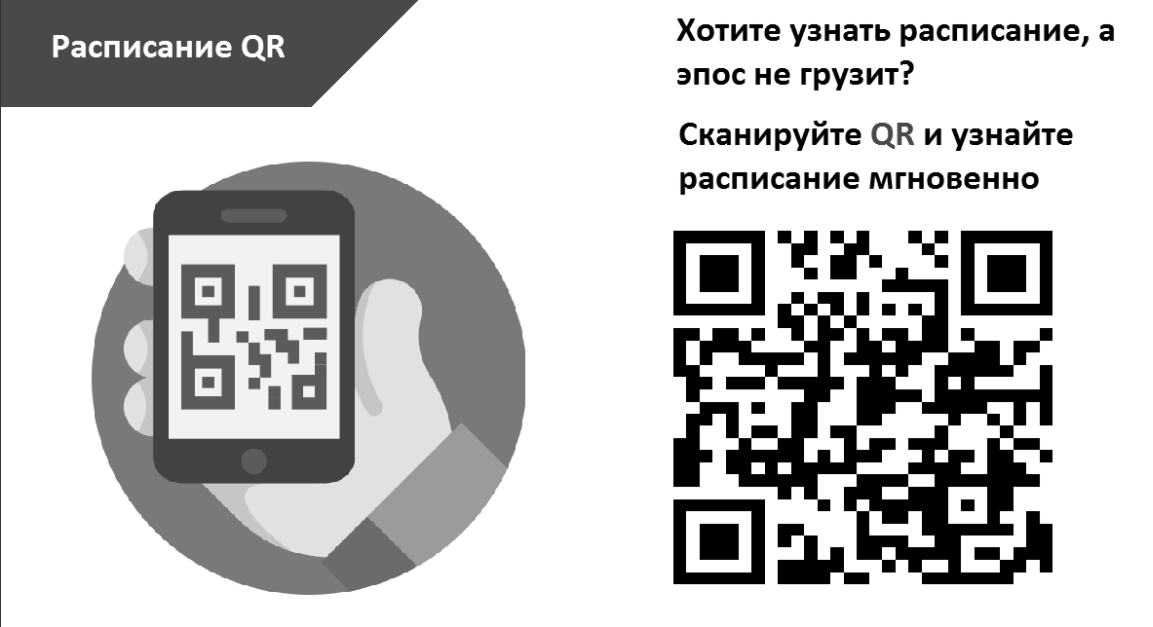 Расписание QR
Хотите узнать расписание, а
эпос не грузит?
Сканируйте QR и узнайте
расписание мгновенно